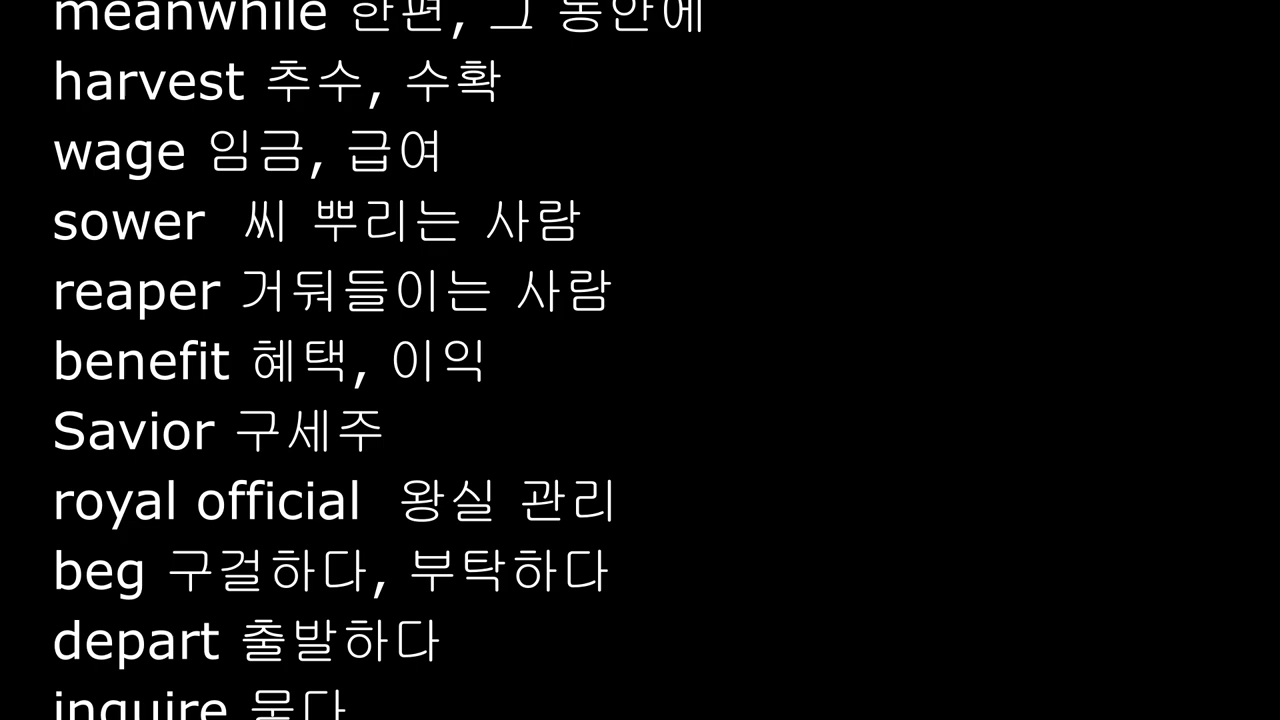 meanwhile 한편, 그 동안에
harvest 추수, 수확
wage 임금, 급여
sower 씨 뿌리는 사람
reaper 거둬들이는 사람
benefit 혜택, 이익
Savior 구세주
royal official 왕실 관리
beg 구걸하다, 부탁하다
depart 출발하다
inquire 묻다